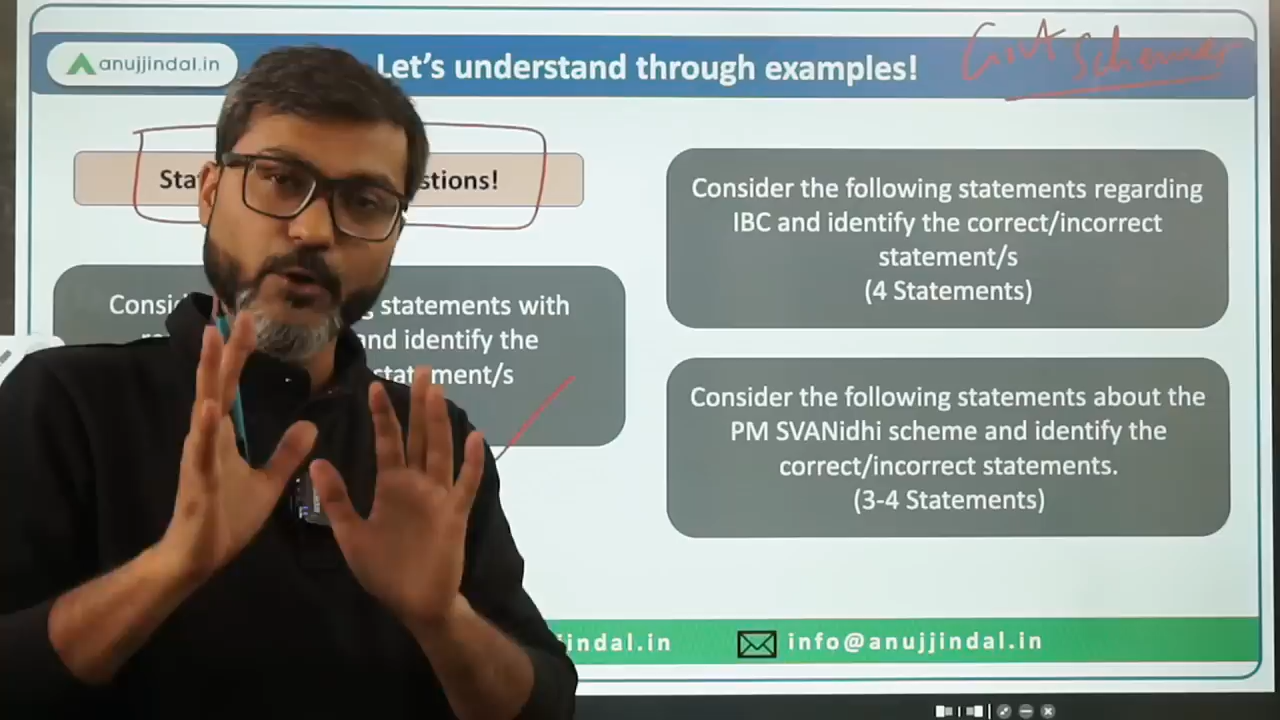 anujjindal.in
Let's understand through examples!
Govt Schemes
Sta stions!
Consi statements with
and identify the
statement/s
Consider the following statements regarding
IBC and identify the correct/incorrect
statement/s
(4 Statements)
Consider the following statements about the
PM SVANidhi scheme and identify the
correct/incorrect statements.
(3-4 Statements)
jindal.in
info@anujjindal.in